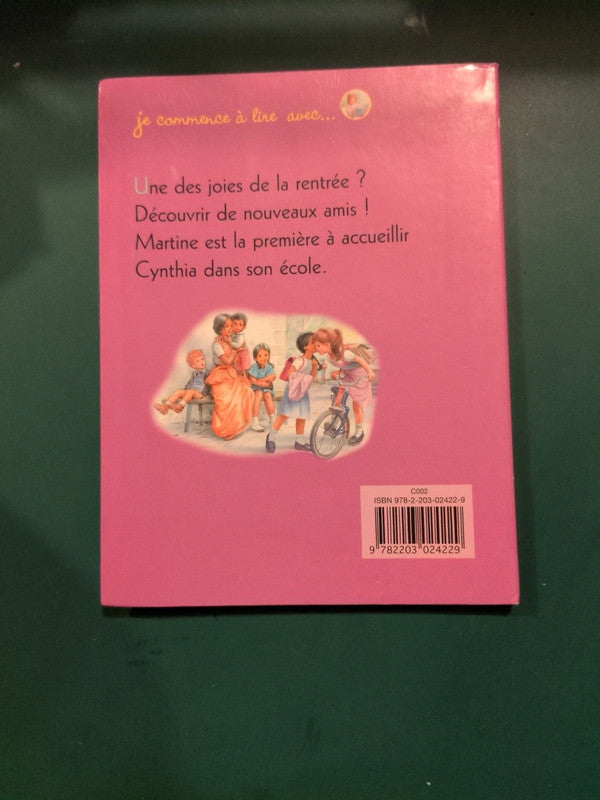 je commence à lire avec...
Une des joies de la rentrée ?
Découvrir de nouveaux amis !
Martine est la première à accueillir
Cynthia dans son école.
C002
ISBN 978-2-203-02422-9
9 782203 024229